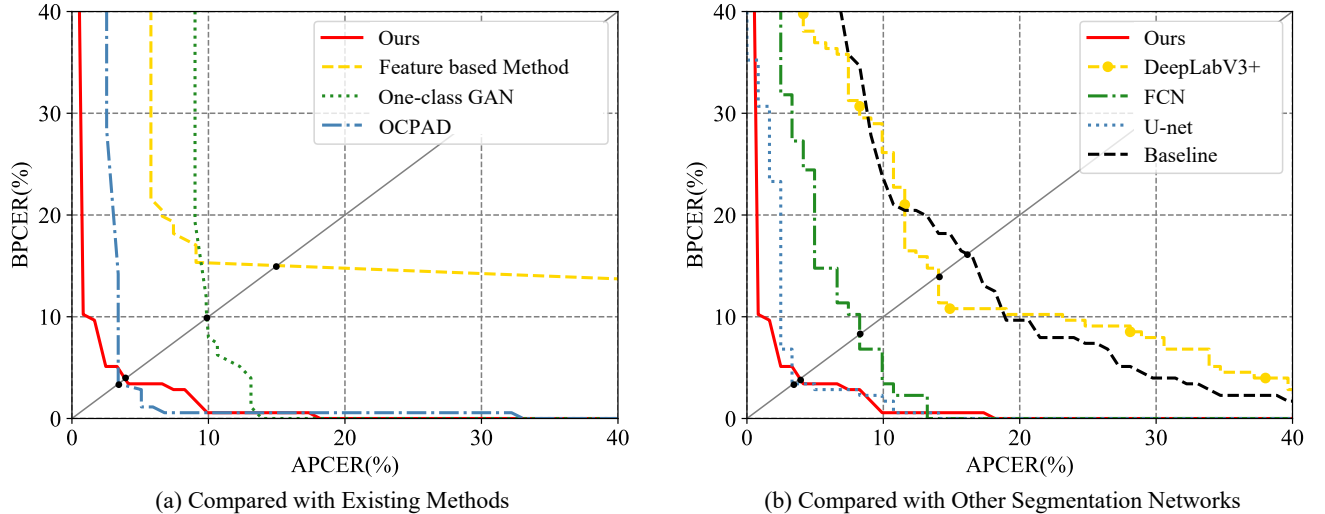 40
30
20
10
0
BPCER(%)
Ours
Feature based Method
One-class GAN
OCPAD
0 10 20 30 40
APCER(%)
(a) Compared with Existing Methods
40
30
20
10
0
BPCER(%)
Ours
DeepLabV3+
FCN
U-net
Baseline
0 10 20 30 40
APCER(%)
(b) Compared with Other Segmentation Networks